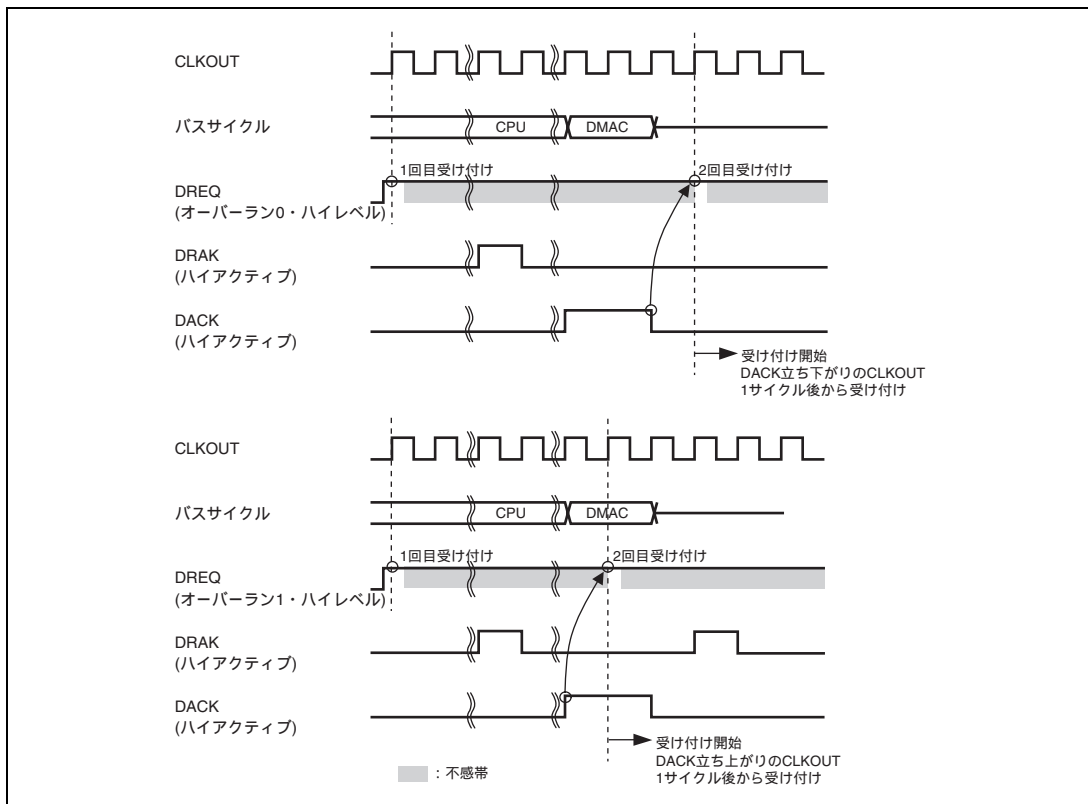 CLKOUT
バスサイクル
CPU
DMAC
1回目受け付け
2回目受け付け
DREQ
(オーバーラン0・ハイレベル)
DRAK
(ハイアクティブ)
DACK
(ハイアクティブ)
受け付け開始
DACK立ち下がりのCLKOUT
1サイクル後から受け付け
CLKOUT
バスサイクル
CPU
DMAC
1回目受け付け
2回目受け付け
DREQ
(オーバーラン1・ハイレベル)
DRAK
(ハイアクティブ)
DACK
(ハイアクティブ)
受け付け開始
DACK立ち上がりのCLKOUT
1サイクル後から受け付け
：不感帯